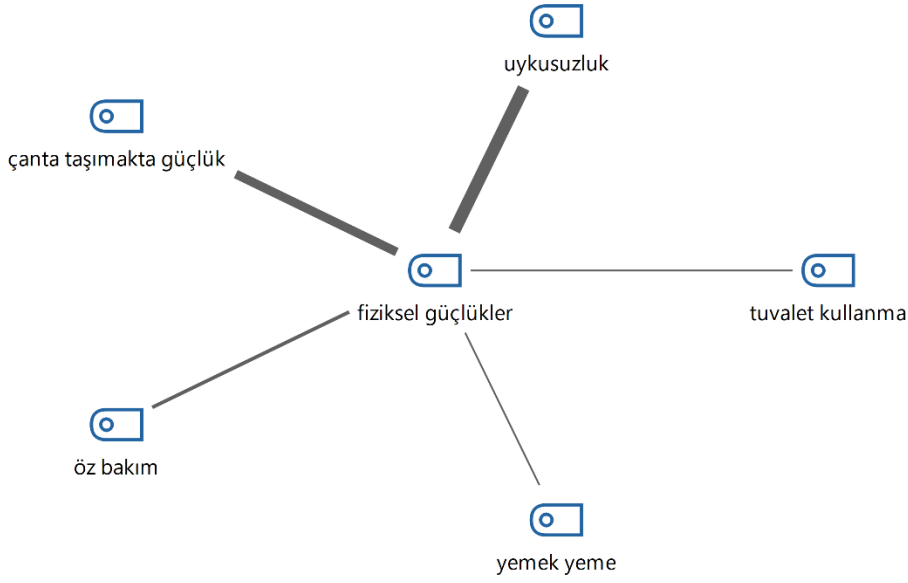 uykusuzluk
çanta taşımakta güçlük
fiziksel güçlükler
tuvalet kullanma
öz bakım
yemek yeme